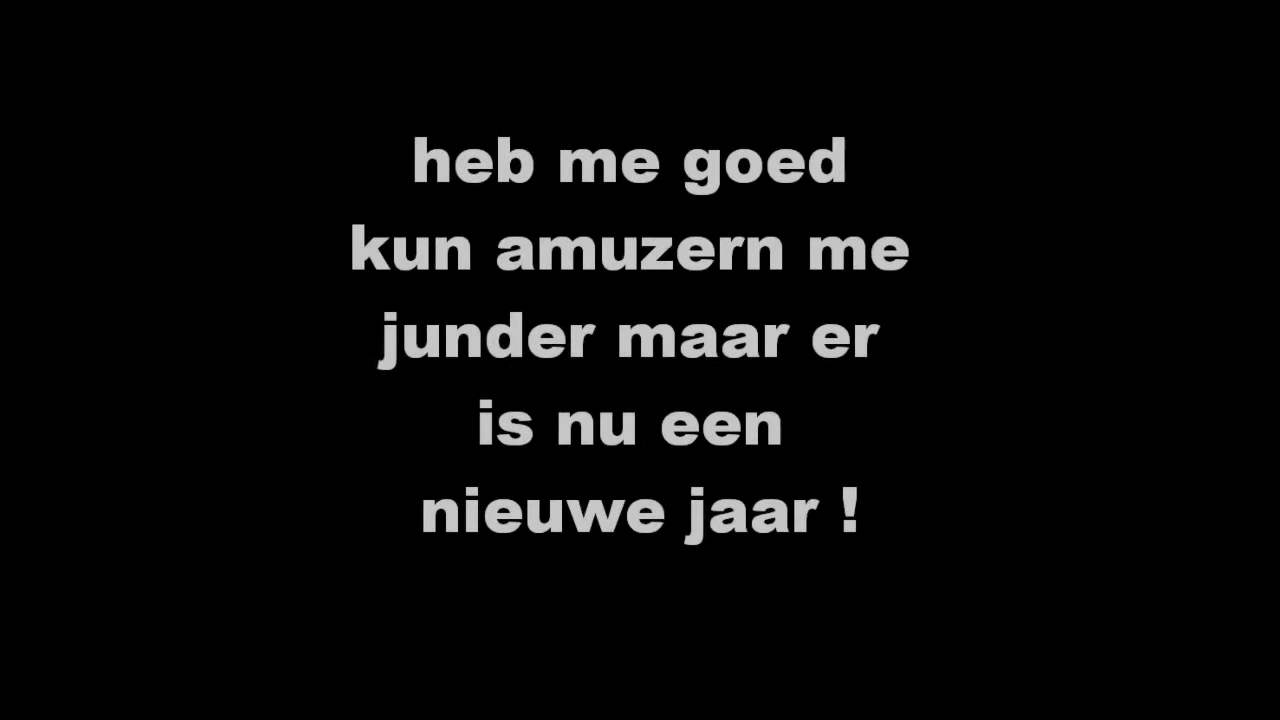 heb me goed
kun amuzern me
junder maar er
is nu een
nieuwe jaar !